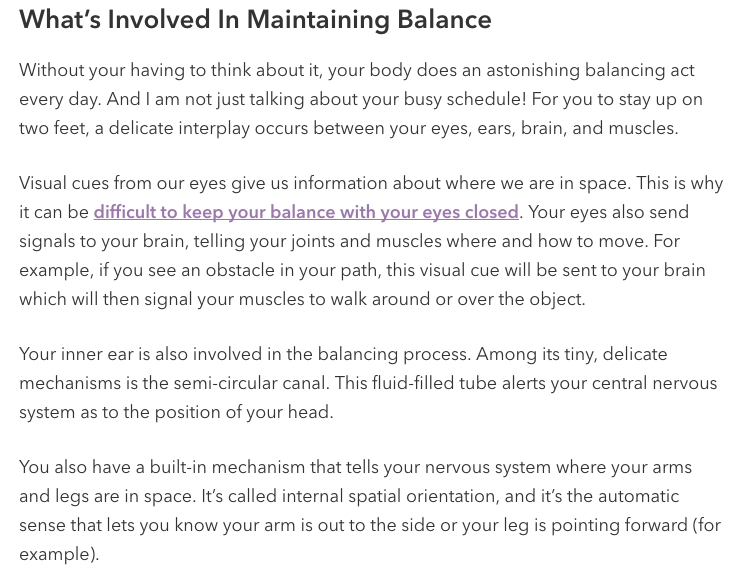 What’s Involved In Maintaining Balance
Without your having to think about it, your body does an astonishing balancing act
every day. And I am not just talking about your busy schedule! For you to stay up on
two feet, a delicate interplay occurs between your eyes, ears, brain, and muscles.
Visual cues from our eyes give us information about where we are in space. This is why
it can be difficult to keep your balance with your eyes closed. Your eyes also send
signals to your brain, telling your joints and muscles where and how to move. For
example, if you see an obstacle in your path, this visual cue will be sent to your brain
which will then signal your muscles to walk around or over the object.
Your inner ear is also involved in the balancing process. Among its tiny, delicate
mechanisms is the semi-circular canal. This fluid-filled tube alerts your central nervous
system as to the position of your head.
You also have a built-in mechanism that tells your nervous system where your arms
and legs are in space. It’s called internal spatial orientation, and it’s the automatic
sense that lets you know your arm is out to the side or your leg is pointing forward (for
example).